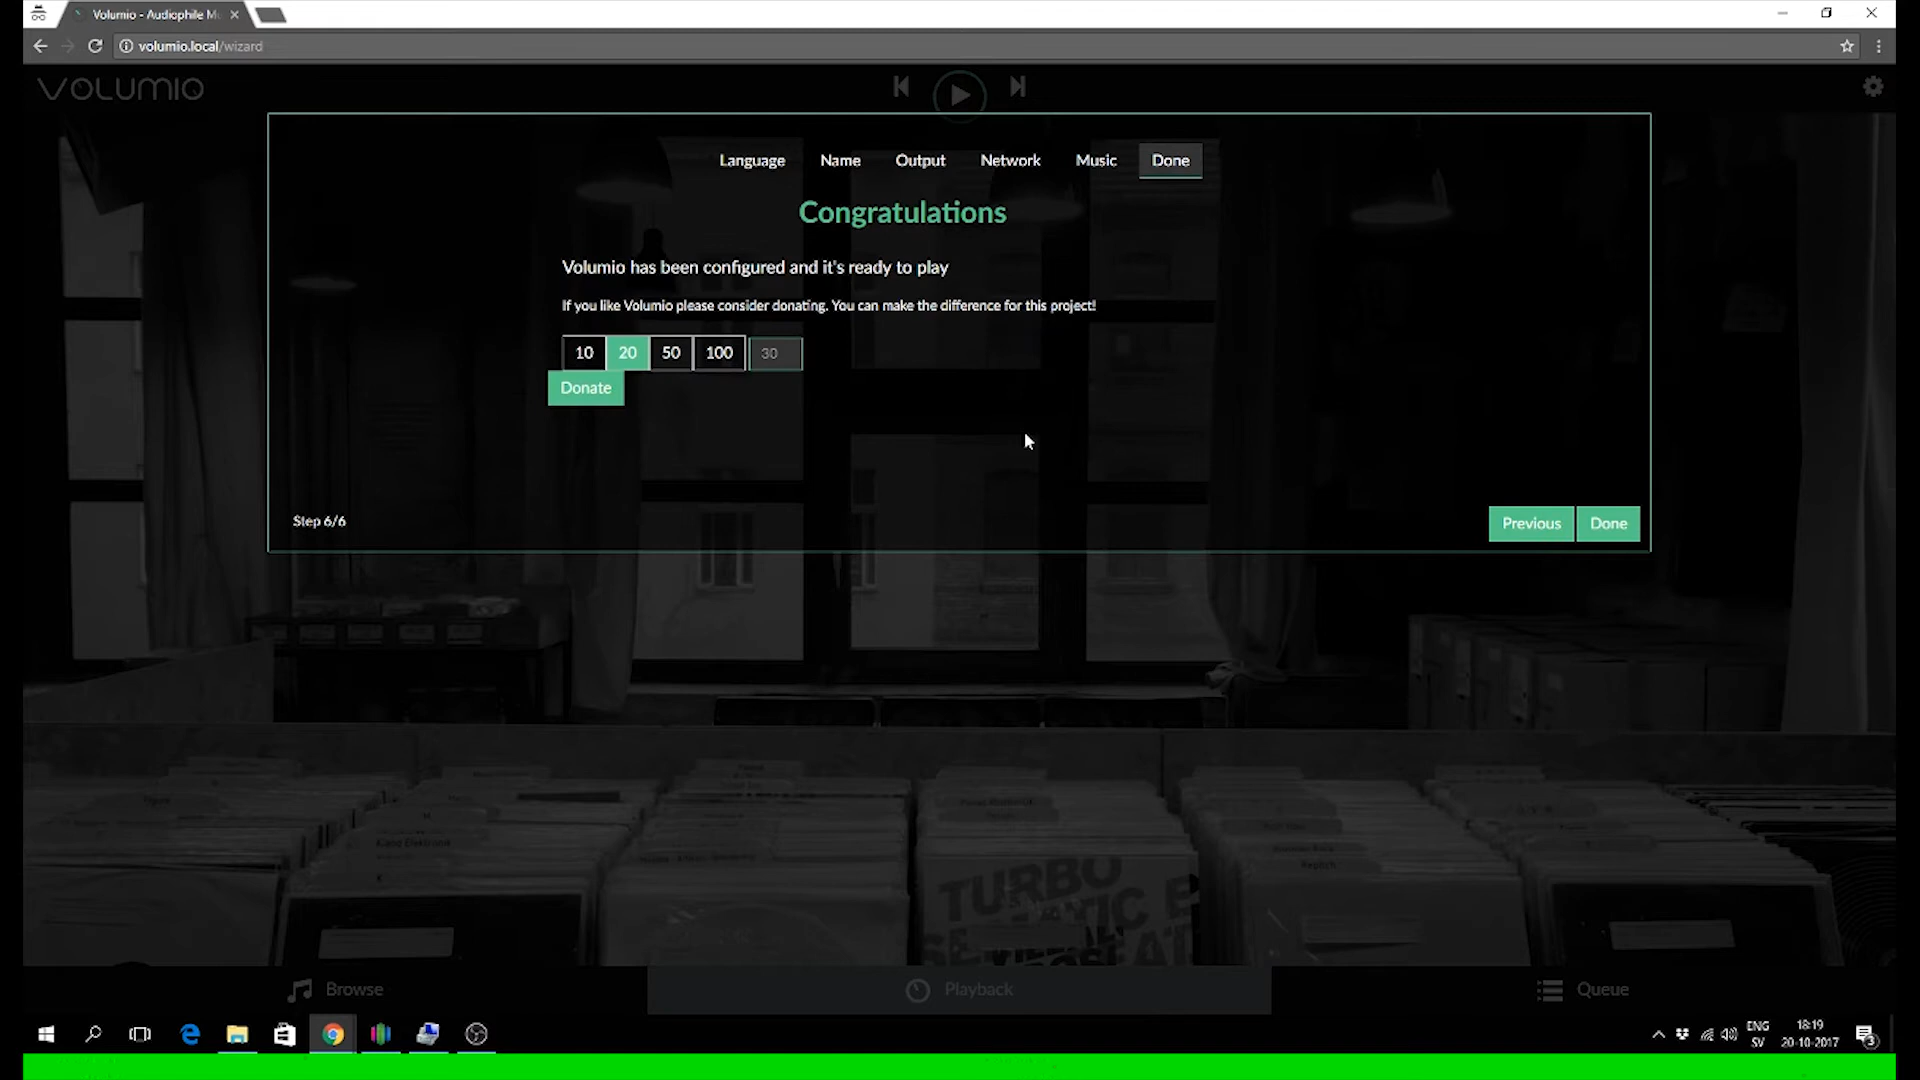 Volumio - Audiophile Mu
volumio.local/wizard
VOLUMIO
Language Name Output Network Music Done
Congratulations
Volumio has been configured and it's ready to play
If you like Volumio please consider donating. You can make the difference for this project!
10 20 50 100 30
Donate
Step 6/6
Previous Done
TURBO
Browse Playback Queue
ENG 18:19
SV 20-10-2017
3